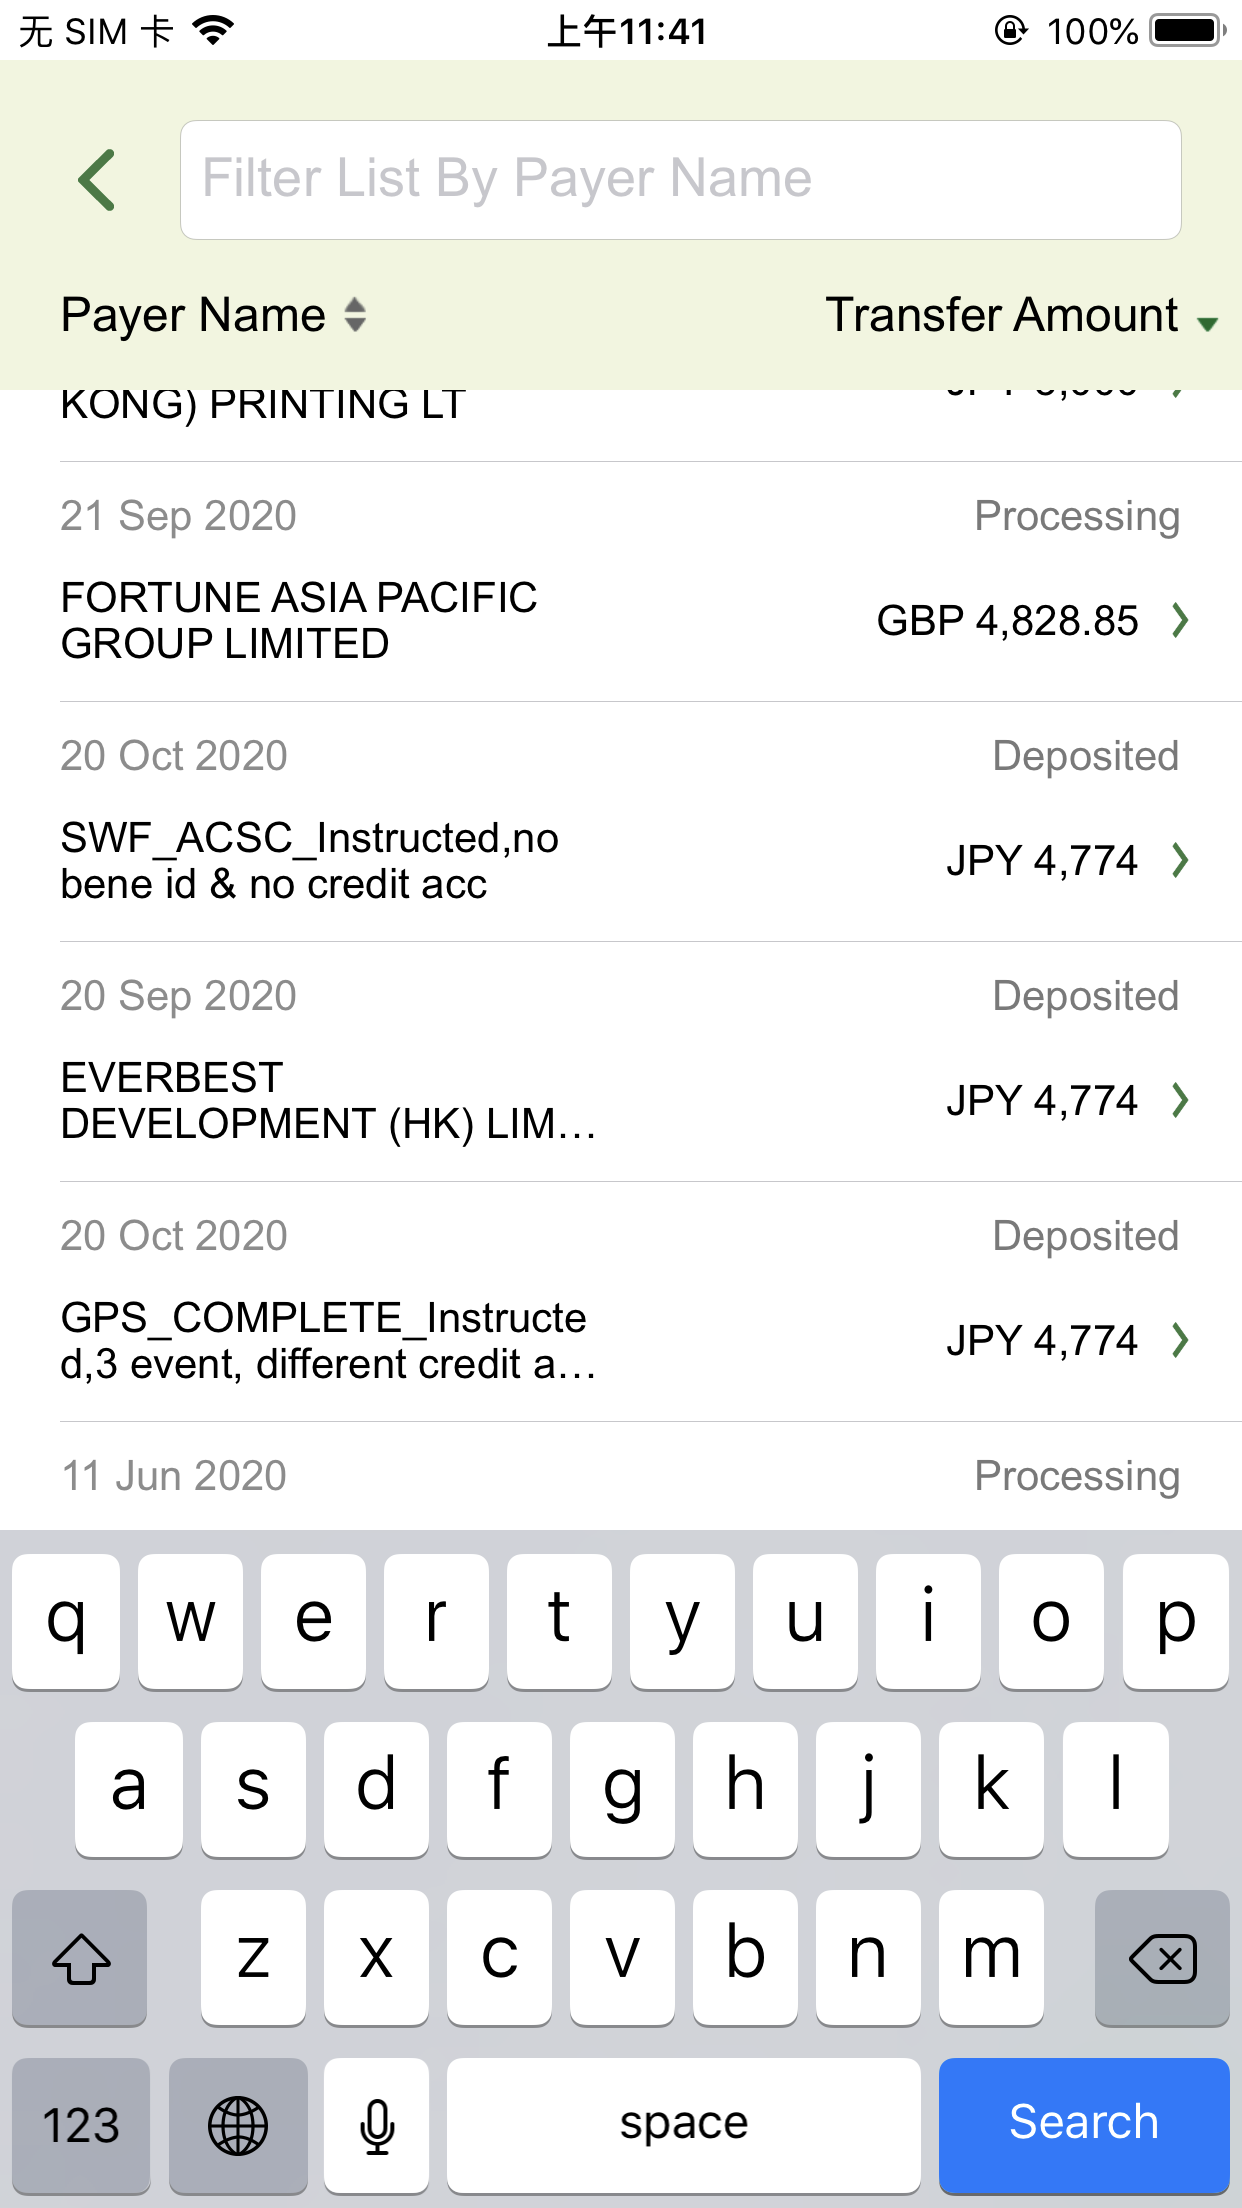 无 SIM 卡 上午11:41 100%
Filter List By Payer Name
Payer Name Transfer Amount
KONG) PRINTING LT
21 Sep 2020 Processing
FORTUNE ASIA PACIFIC
GROUP LIMITED
GBP 4,828.85
20 Oct 2020 Deposited
SWF_ACSC_Instructed,no
bene id & no credit acc
JPY 4,774
20 Sep 2020 Deposited
EVERBEST
DEVELOPMENT (HK) LIM...
JPY 4,774
20 Oct 2020 Deposited
GPS_COMPLETE_Instructe
d,3 event, different credit a...
JPY 4,774
11 Jun 2020 Processing
q w e r t y u i o p
a s d f g h j k l
z x c v b n m
123 space Search